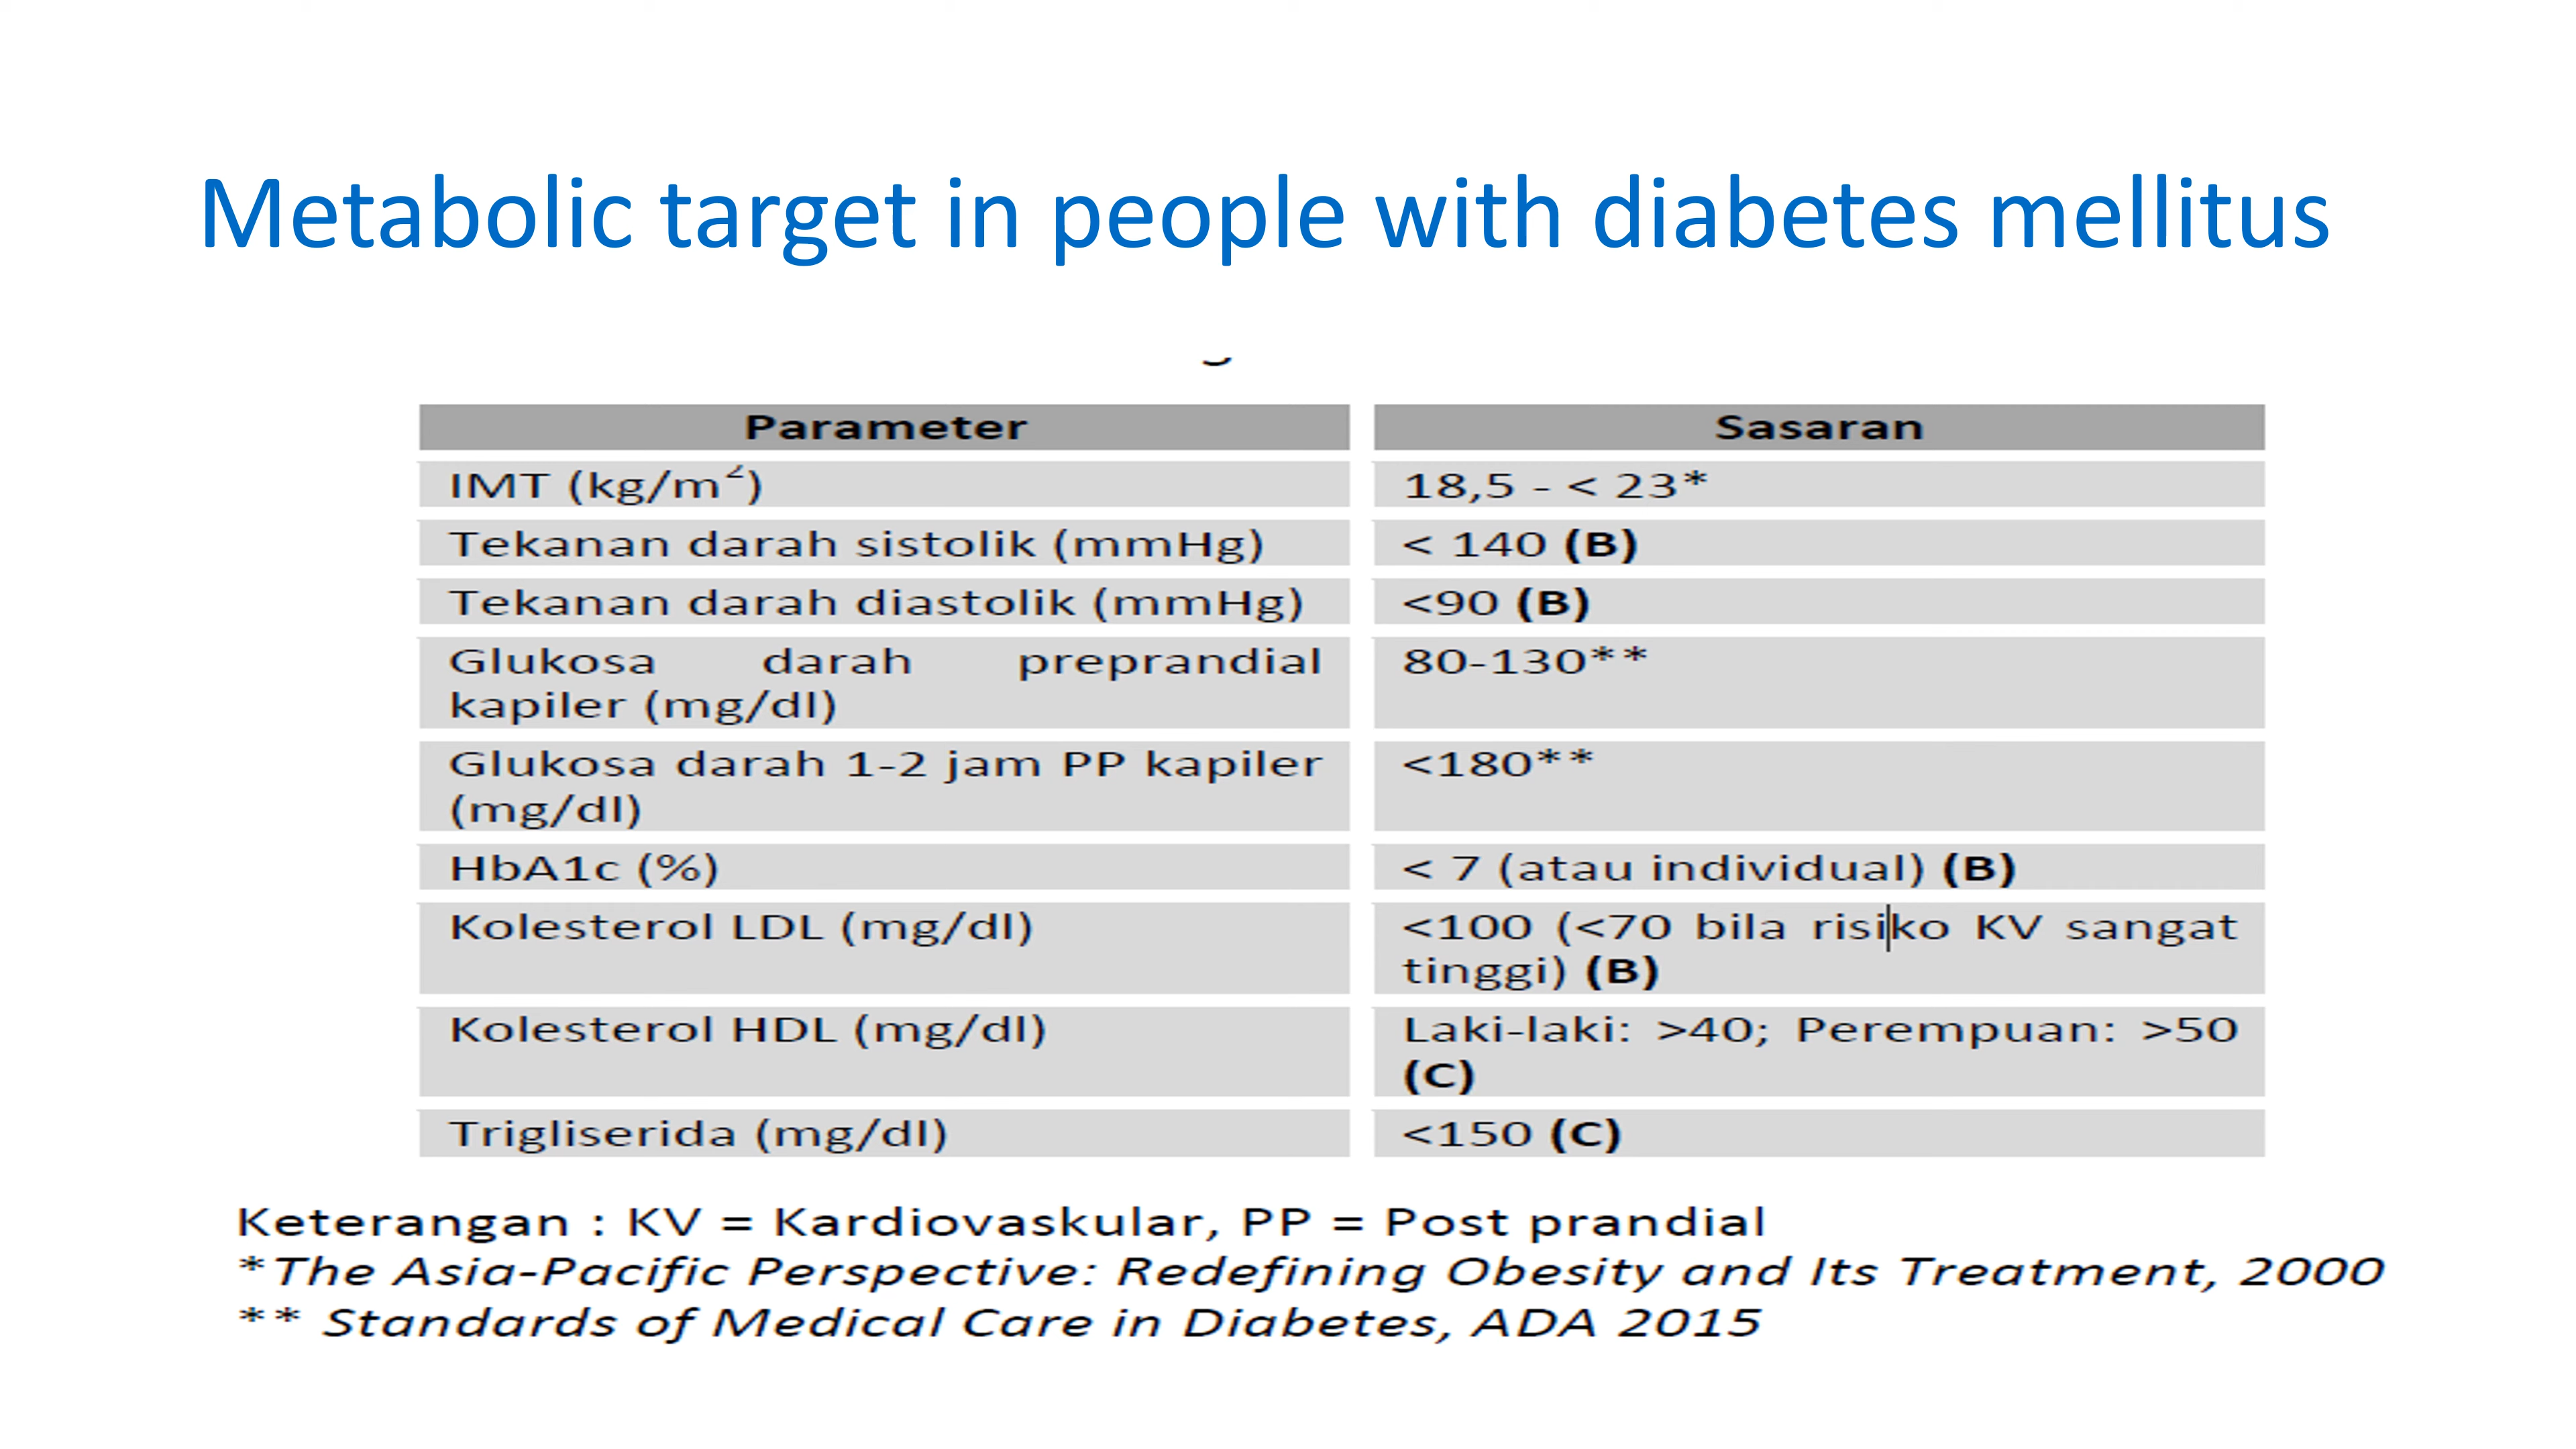 Metabolic target in people with diabetes mellitus
Parameter Sasaran
IMT (kg/m²) 18,5 - < 23*
Tekanan darah sistolik (mmHg) < 140 (B)
Tekanan darah diastolik (mmHg) <90 (B)
Glukosa darah preprandial 80-130**
kapiler (mg/dl)
Glukosa darah 1-2 jam PP kapiler <180**
(mg/dl)
HbA1c (%) < 7 (atau individual) (B)
Kolesterol LDL (mg/dl) <100 (<70 bila risiko KV sangat
tinggi) (B)
Kolesterol HDL (mg/dl) Laki-laki: >40; Perempuan: >50
(C)
Trigliserida (mg/dl) <150 (C)
Keterangan : KV = Kardiovaskular, PP = Post prandial
*The Asia-Pacific Perspective: Redefining Obesity and Its Treatment, 2000
** Standards of Medical Care in Diabetes, ADA 2015